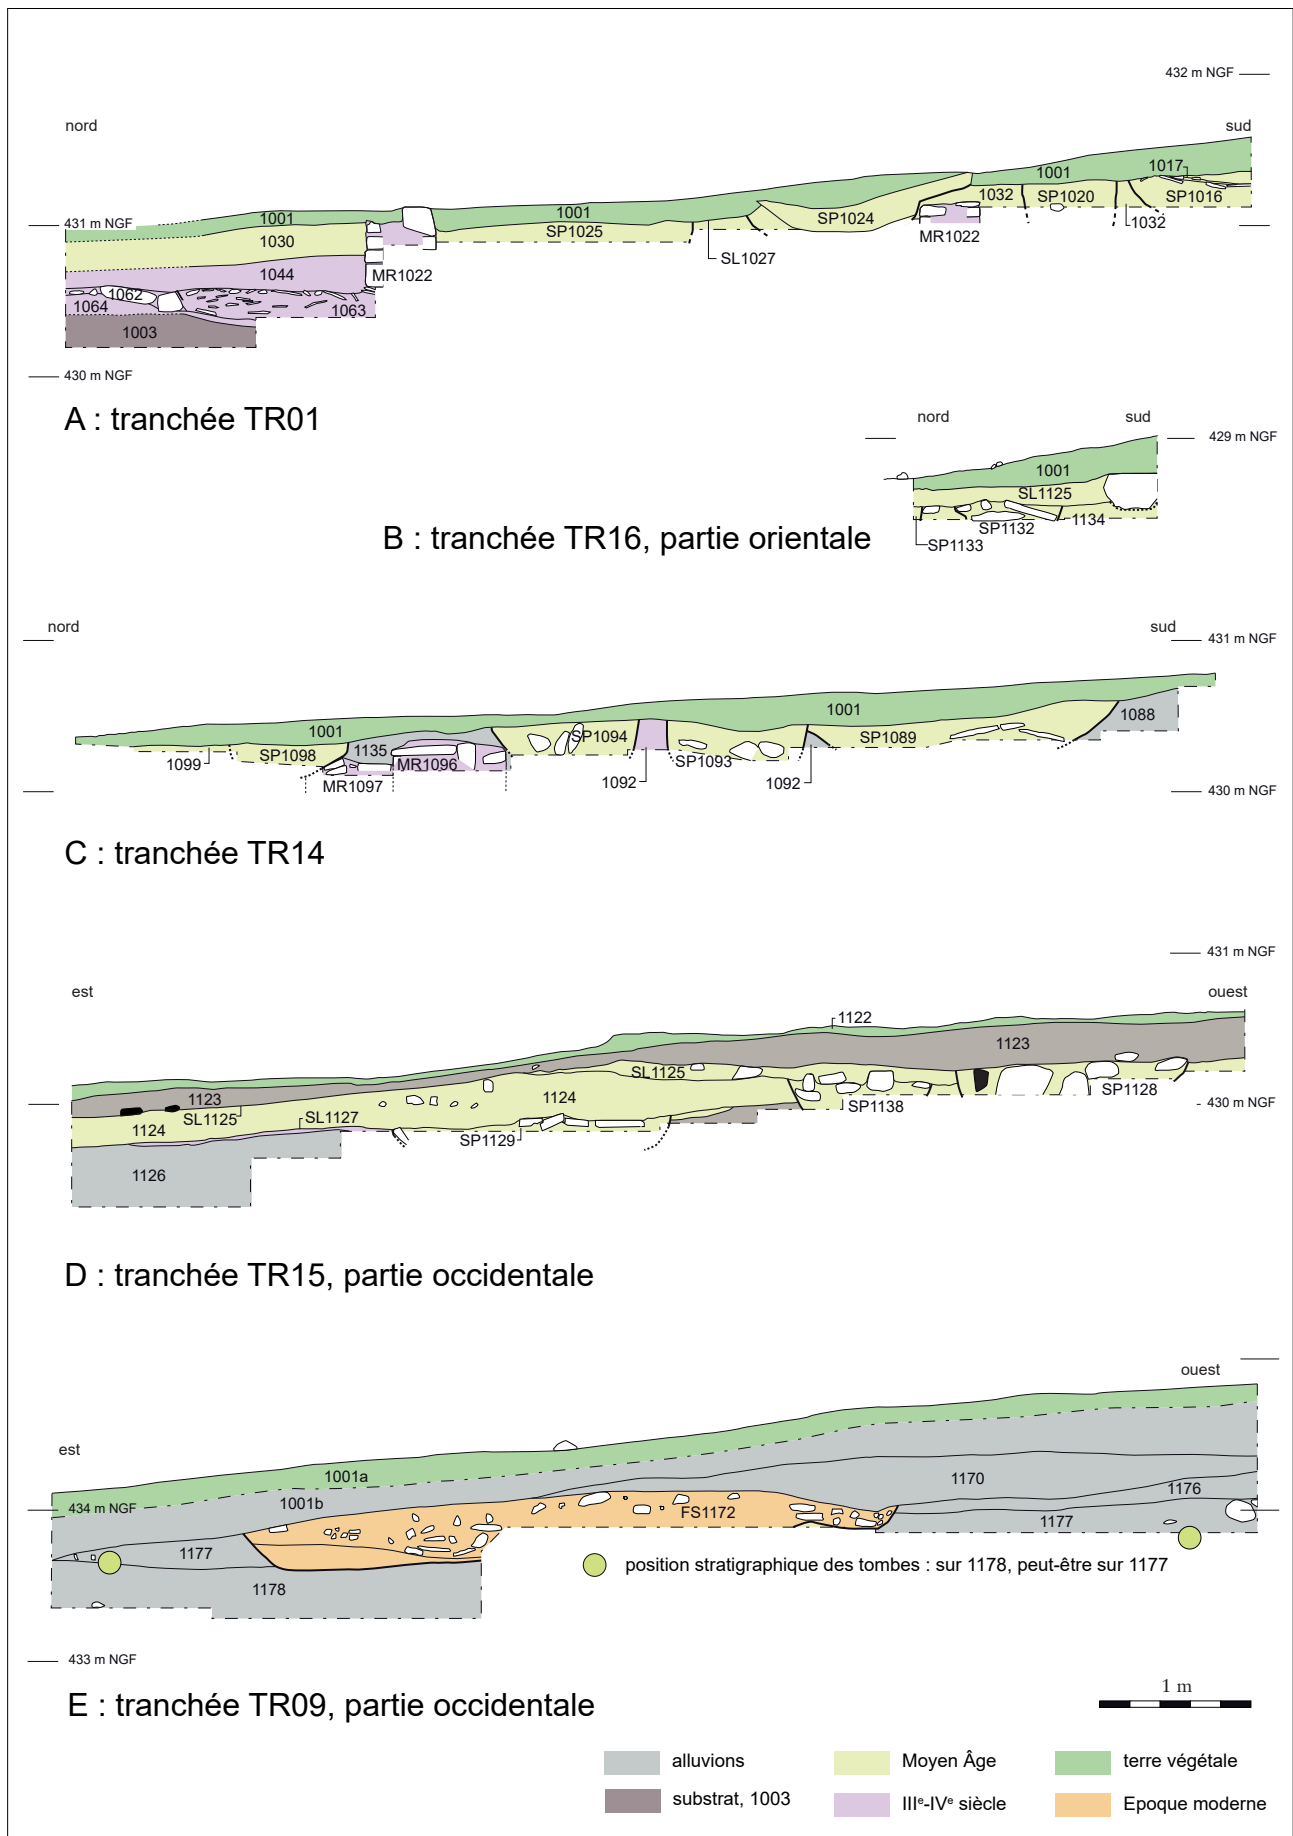 432 m NGF
nord
sud
1017
1001
1032
SP1020
SP1016
1001
1001
431 m NGF
SP1024
SP1025
1030
1032
MR1022
SL1027
1044
MR1022
1062
1064
1063
1003
430 m NGF
A : tranchée TR01
nord
sud
429 m NGF
1001
SL1125
SP1132
1134
SP1133
B : tranchée TR16, partie orientale
nord
sud
431 m NGF
1001
1001
1088
SP1094
SP1089
1135
SP1098
MR1096
SP1093
1099
MR1097
1092
1092
430 m NGF
C : tranchée TR14
431 m NGF
est
ouest
1122
1123
SL1125
1123
1124
SP1128
SP1138
430 m NGF
SL1125
SL1127
1124
SP1129
1126
D : tranchée TR15, partie occidentale
ouest
est
1001a
1170
1176
1001b
434 m NGF
FS1172
1177
1177
position stratigraphique des tombes : sur 1178, peut-être sur 1177
1178
433 m NGF
E : tranchée TR09, partie occidentale
1 m
alluvions
Moyen Âge
terre végétale
substrat, 1003
IIIe-IVe siècle
Epoque moderne